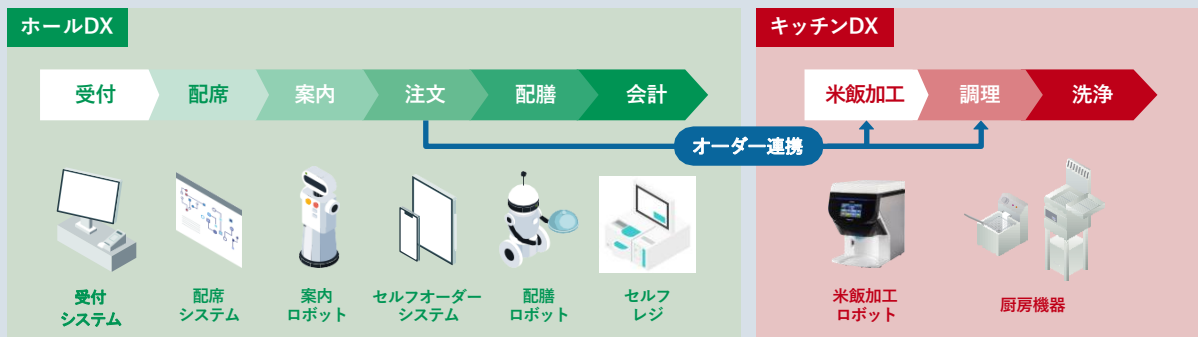 ホールDX
受付
配席
案内
注文
配膳
会計
オーダー連携
受付
システム
配席
システム
案内
ロボット
セルフオーダー
システム
配膳
ロボット
セルフ
レジ
キッチンDX
米飯加工
調理
洗浄
米飯加工
ロボット
厨房機器